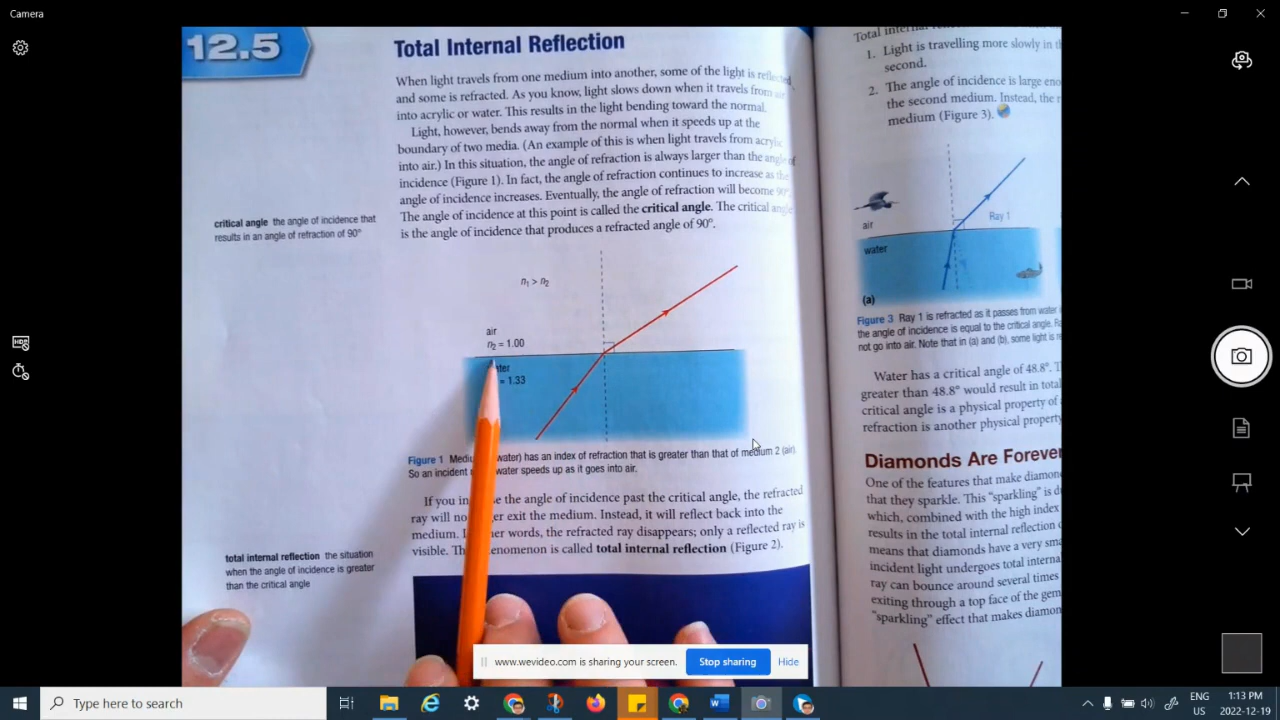 Camera
12.5
Total Internal Reflection
When light travels from one medium into another, some of the light is reflected
and some is refracted. As you know, light slows down when it travels from air
into acrylic or water. This results in the light bending toward the normal.
Light, however, bends away from the normal when it speeds up at the
boundary of two media. (An example of this is when light travels from acrylic
into air.) In this situation, the angle of refraction is always larger than the angle of
incidence (Figure 1). In fact, the angle of refraction continues to increase as the
angle of incidence increases. Eventually, the angle of refraction will become 90°.
The angle of incidence at this point is called the critical angle. The critical angle
is the angle of incidence that produces a refracted angle of 90°.
critical angle the angle of incidence that
results in an angle of refraction of 90°
n₁ > n₂
air
n₂ = 1.00
= 1.33
Figure 1 water) has an index of refraction that is greater than that of medium 2 (air).
So an incident water speeds up as it goes into air.
If you the angle of incidence past the critical angle, the refracted
ray will no exit the medium. Instead, it will reflect back into the
medium. words, the refracted ray disappears; only a reflected ray is
visible. is called total internal reflection (Figure 2).
total internal reflection the situation
when the angle of incidence is greater
than the critical angle
Total internal
1. Light is travelling more slowly in
second.
2. The angle of incidence is large
the second medium. Instead, the
medium (Figure 3).
Ray 1
air
water
(a)
Figure 3 Ray 1 is refracted as it passes from water
the angle of incidence is equal to the critical angle.
not go into air. Note that in (a) and (b), some light is
Water has a critical angle of 48.8°.
greater than 48.8° would result in total
critical angle is a physical property of
refraction is another physical property
Diamonds Are Forever
One of the features that make
that they sparkle. This "sparkling" is
which, combined with the high index
results in the total internal reflection
means that diamonds have a very
incident light undergoes total
ray can bounce around several times
exiting through a top face of the gem
"sparkling" effect that makes
www.wevideo.com is sharing your screen.
Stop sharing
Hide
Type here to search
ENG
US
1:13 PM
2022-12-19